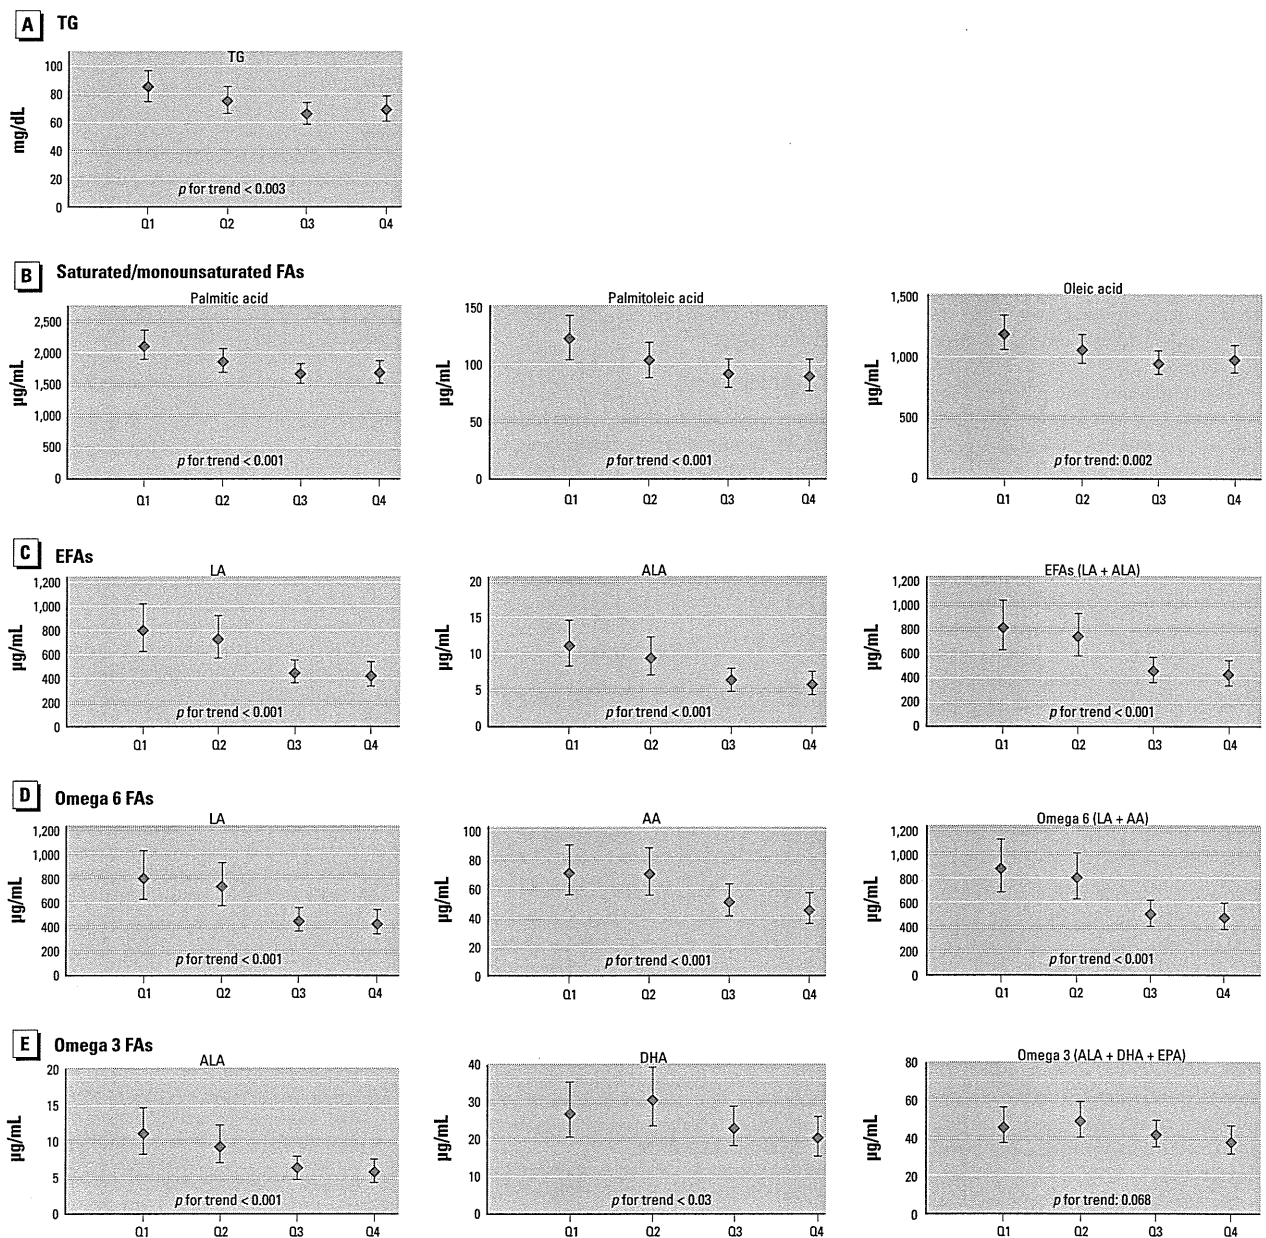 A TG
TG
100
80
60
40
20
0
mg/dL
p for trend < 0.003
Q1 Q2 Q3 Q4
B Saturated/monounsaturated FAs
Palmitic acid
2,500
2,000
1,500
1,000
500
0
µg/mL
p for trend < 0.001
Q1 Q2 Q3 Q4
Palmitoleic acid
150
100
50
0
µg/mL
p for trend < 0.001
Q1 Q2 Q3 Q4
Oleic acid
1,500
1,000
500
0
µg/mL
p for trend: 0.002
Q1 Q2 Q3 Q4
C EFAs
LA
1,200
1,000
800
600
400
200
0
µg/mL
p for trend < 0.001
Q1 Q2 Q3 Q4
ALA
20
15
10
5
0
µg/mL
p for trend < 0.001
Q1 Q2 Q3 Q4
EFAs (LA + ALA)
1,200
1,000
800
600
400
200
0
µg/mL
p for trend < 0.001
Q1 Q2 Q3 Q4
D Omega 6 FAs
LA
1,200
1,000
800
600
400
200
0
µg/mL
p for trend < 0.001
Q1 Q2 Q3 Q4
AA
100
80
60
40
20
0
µg/mL
p for trend < 0.001
Q1 Q2 Q3 Q4
Omega 6 (LA + AA)
1,200
1,000
800
600
400
200
0
µg/mL
p for trend < 0.001
Q1 Q2 Q3 Q4
E Omega 3 FAs
ALA
20
15
10
5
0
µg/mL
p for trend < 0.001
Q1 Q2 Q3 Q4
DHA
40
30
20
10
0
µg/mL
p for trend < 0.03
Q1 Q2 Q3 Q4
Omega 3 (ALA + DHA + EPA)
80
60
40
20
0
µg/mL
p for trend: 0.068
Q1 Q2 Q3 Q4